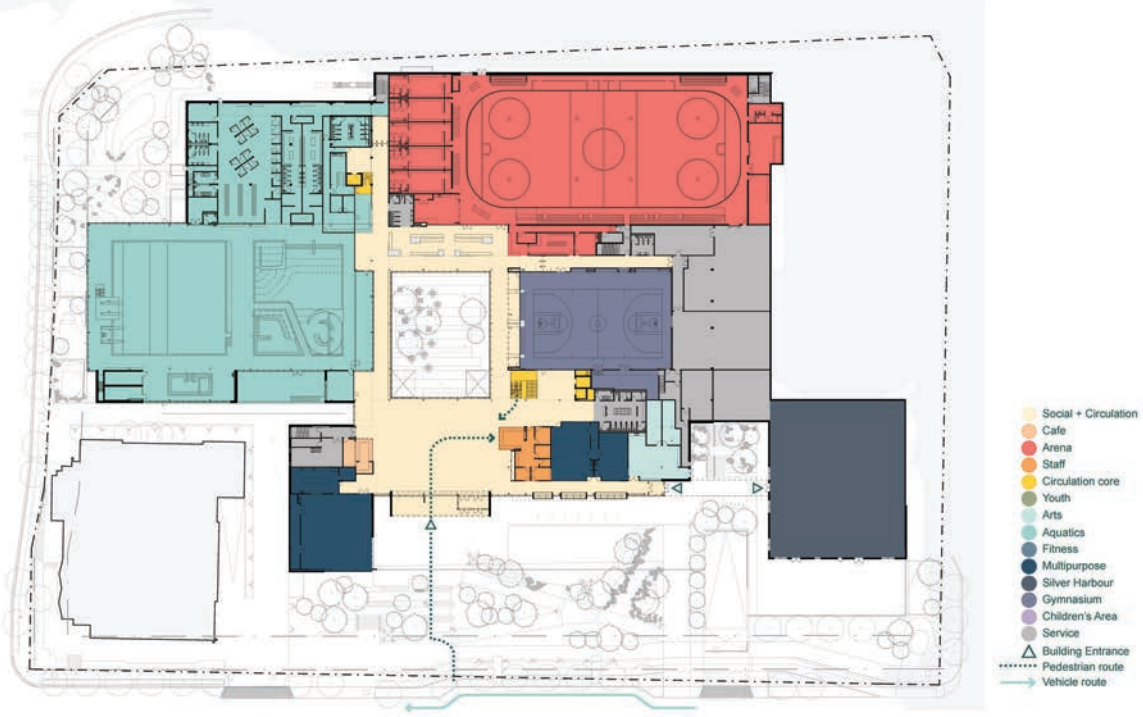 Social + Circulation
Cafe
Arena
Staff
Circulation core
Youth
Arts
Aquatics
Fitness
Multipurpose
Silver Harbour
Gymnasium
Children's Area
Service
Building Entrance
Pedestrian route
Vehicle route